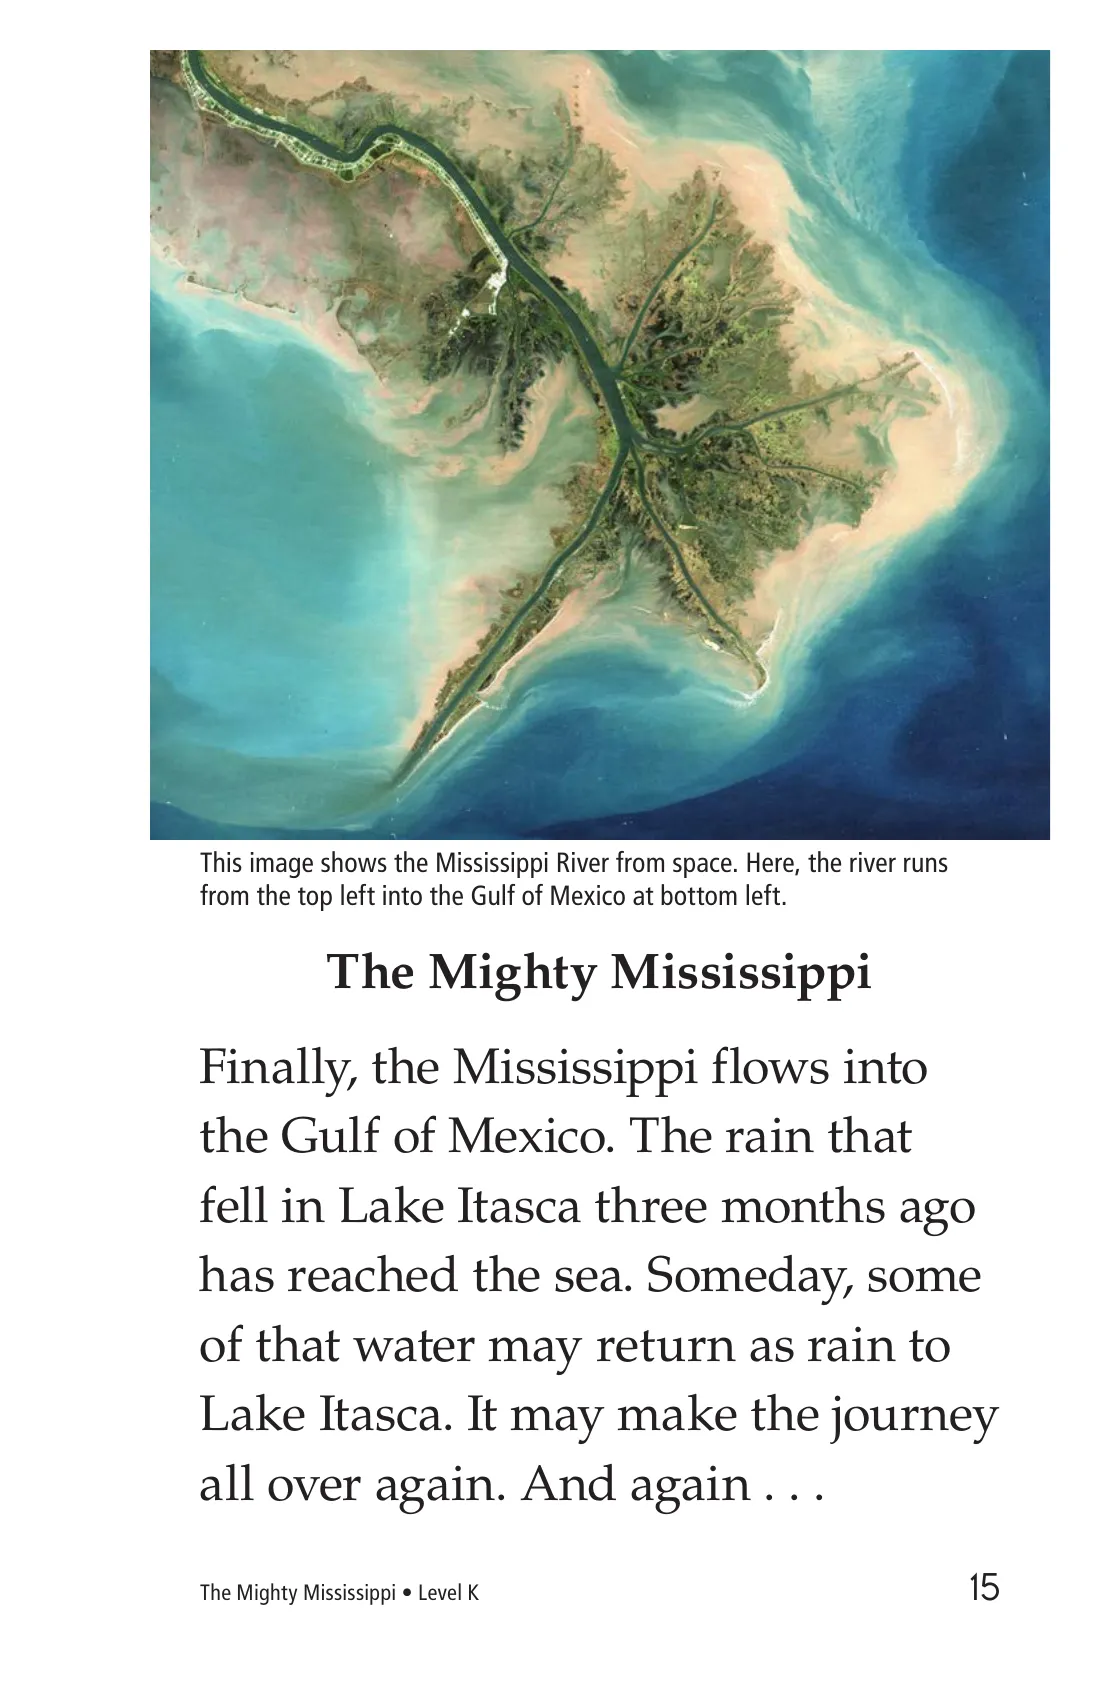 This image shows the Mississippi River from space. Here, the river runs
from the top left into the Gulf of Mexico at bottom left.
The Mighty Mississippi
Finally, the Mississippi flows into
the Gulf of Mexico. The rain that
fell in Lake Itasca three months ago
has reached the sea. Someday, some
of that water may return as rain to
Lake Itasca. It may make the journey
all over again. And again . . .
The Mighty Mississippi • Level K 15